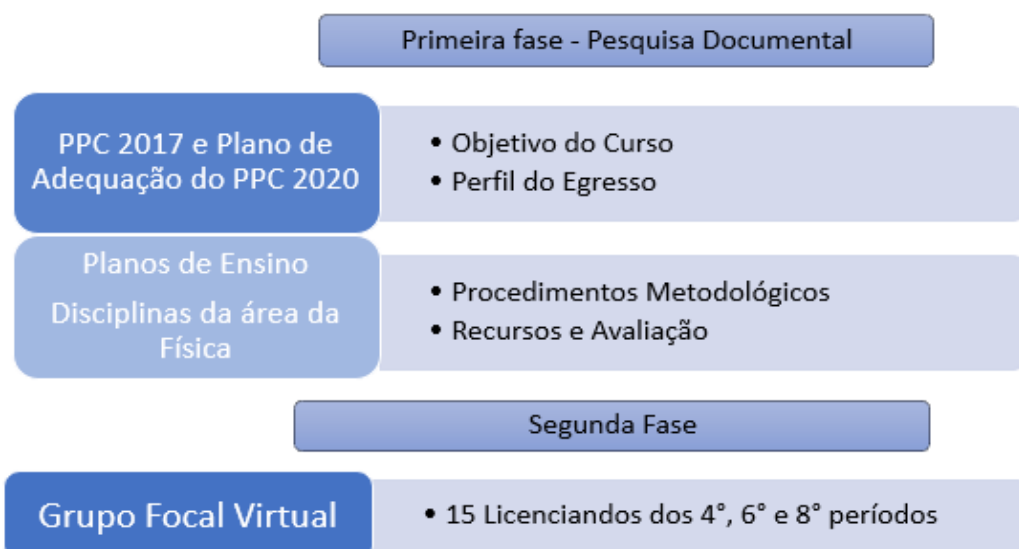 Primeira fase - Pesquisa Documental
PPC 2017 e Plano de
Adequação do PPC 2020
• Objetivo do Curso
• Perfil do Egresso
Planos de Ensino
Disciplinas da área da
Física
• Procedimentos Metodológicos
• Recursos e Avaliação
Segunda Fase
Grupo Focal Virtual
• 15 Licenciandos dos 4°, 6° e 8° períodos